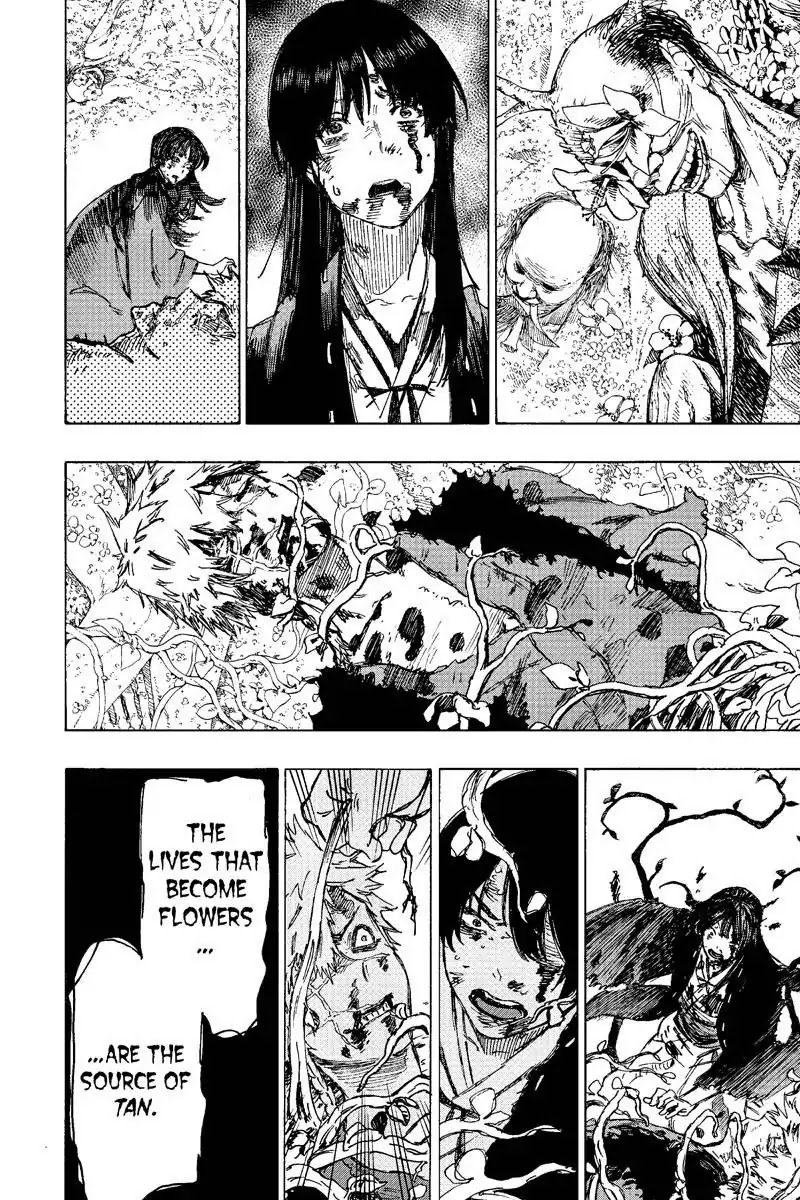 THE
LIVES THAT
BECOME
FLOWERS
...
...ARE THE
SOURCE OF
TAN.